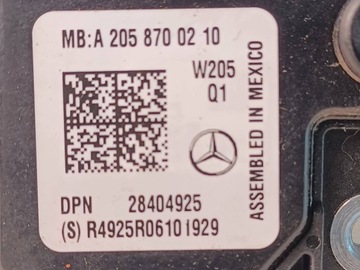 MB:A 205 870 02 10
W205
Q1
ASSEMBLED IN MEXICO
DPN 28404925
(S) R4925R06101929